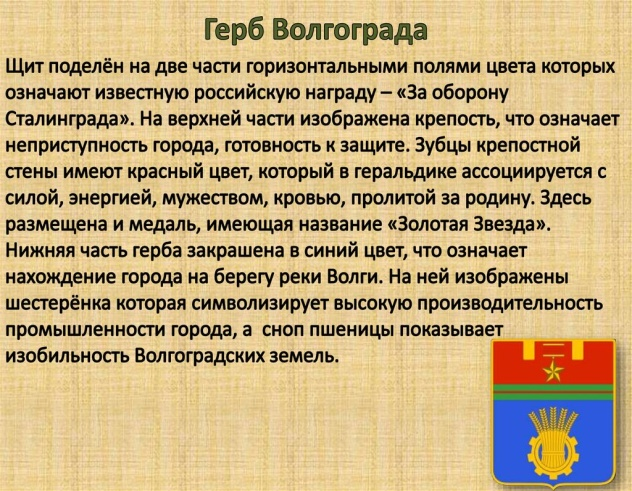 Герб Волгограда
Щит поделён на две части горизонтальными полями цвета которых
означают известную российскую награду – «За оборону
Сталинграда». На верхней части изображена крепость, что означает
неприступность города, готовность к защите. Зубцы крепостной
стены имеют красный цвет, который в геральдике ассоциируется с
силой, энергией, мужеством, кровью, пролитой за родину. Здесь
размещена и медаль, имеющая название «Золотая Звезда».
Нижняя часть герба закрашена в синий цвет, что означает
нахождение города на берегу реки Волги. На ней изображены
шестерёнка которая символизирует высокую производительность
промышленности города, а  сноп пшеницы показывает
изобильность Волгоградских земель.